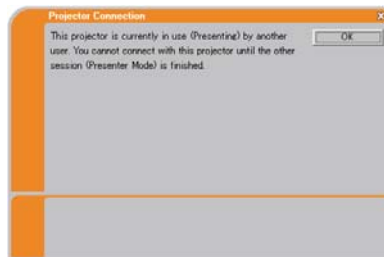 Projector Connection
X
This projector is currently in use (Presenting) by another
OK
user. You cannot connect with this projector until the other
session (Presenter Mode) is finished.